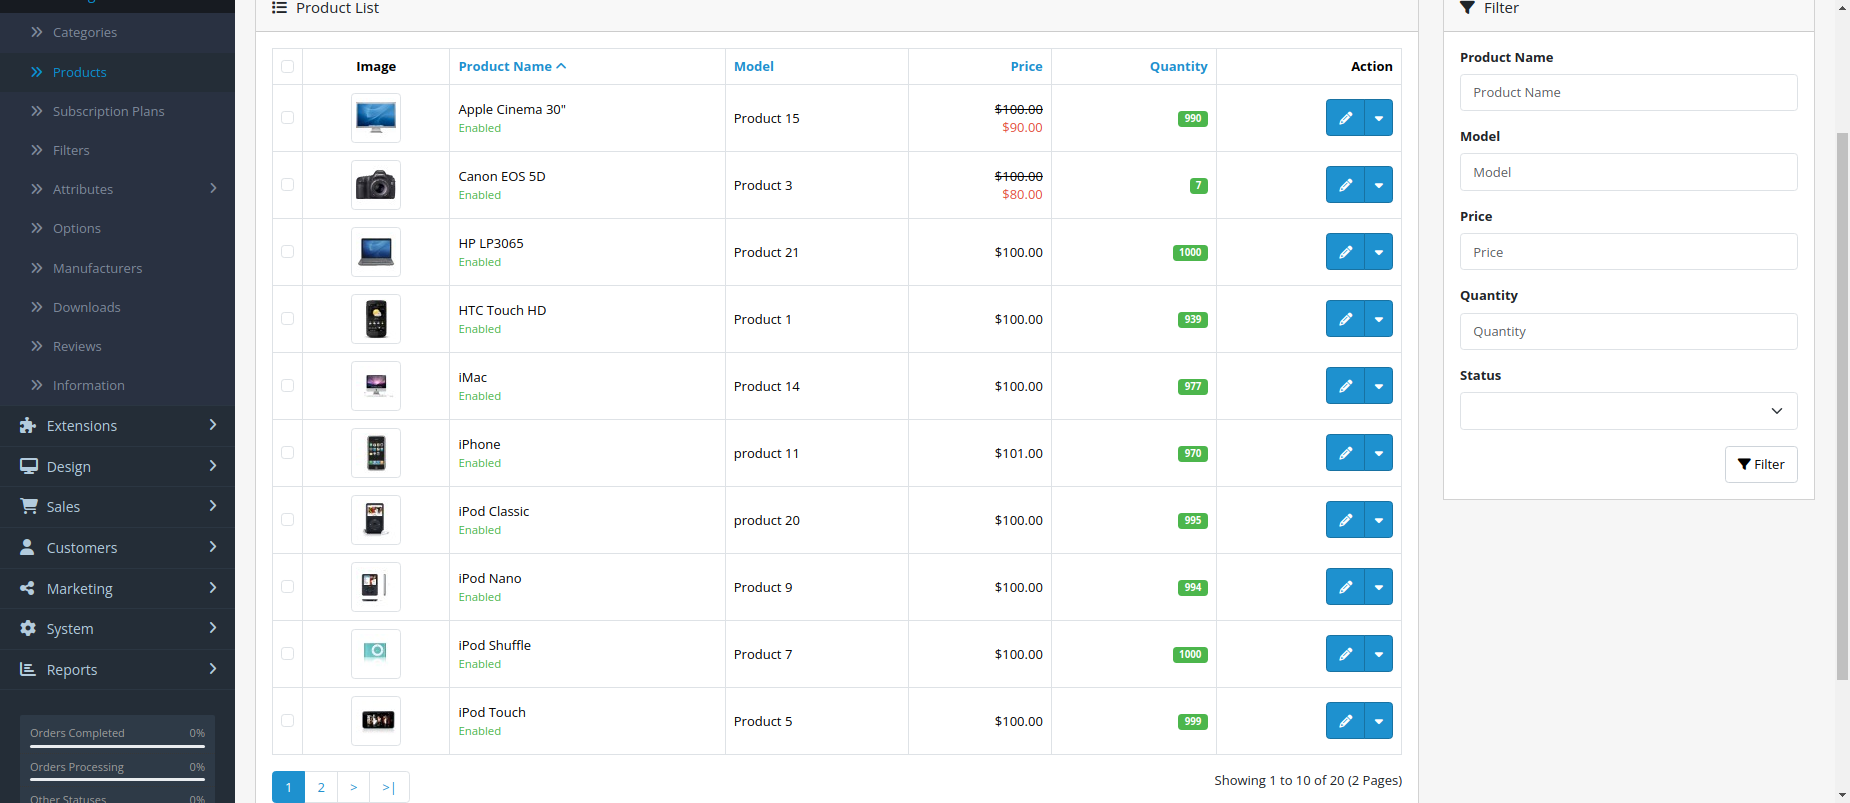 Categories
Products
Subscription Plans
Filters
Attributes
Options
Manufacturers
Downloads
Reviews
Information
Extensions
Design
Sales
Customers
Marketing
System
Reports
Orders Completed 0%
Orders Processing 0%
Other Statuses 0%
Product List
Image Product Name Model Price Quantity Action
Apple Cinema 30"
Enabled
Product 15
$100.00
$90.00
990
Canon EOS 5D
Enabled
Product 3
$100.00
$80.00
7
HP LP3065
Enabled
Product 21
$100.00
1000
HTC Touch HD
Enabled
Product 1
$100.00
939
iMac
Enabled
Product 14
$100.00
977
iPhone
Enabled
product 11
$101.00
970
iPod Classic
Enabled
product 20
$100.00
995
iPod Nano
Enabled
Product 9
$100.00
994
iPod Shuffle
Enabled
Product 7
$100.00
1000
iPod Touch
Enabled
Product 5
$100.00
999
1 2 > >|
Showing 1 to 10 of 20 (2 Pages)
Filter
Product Name
Product Name
Model
Model
Price
Price
Quantity
Quantity
Status
Filter